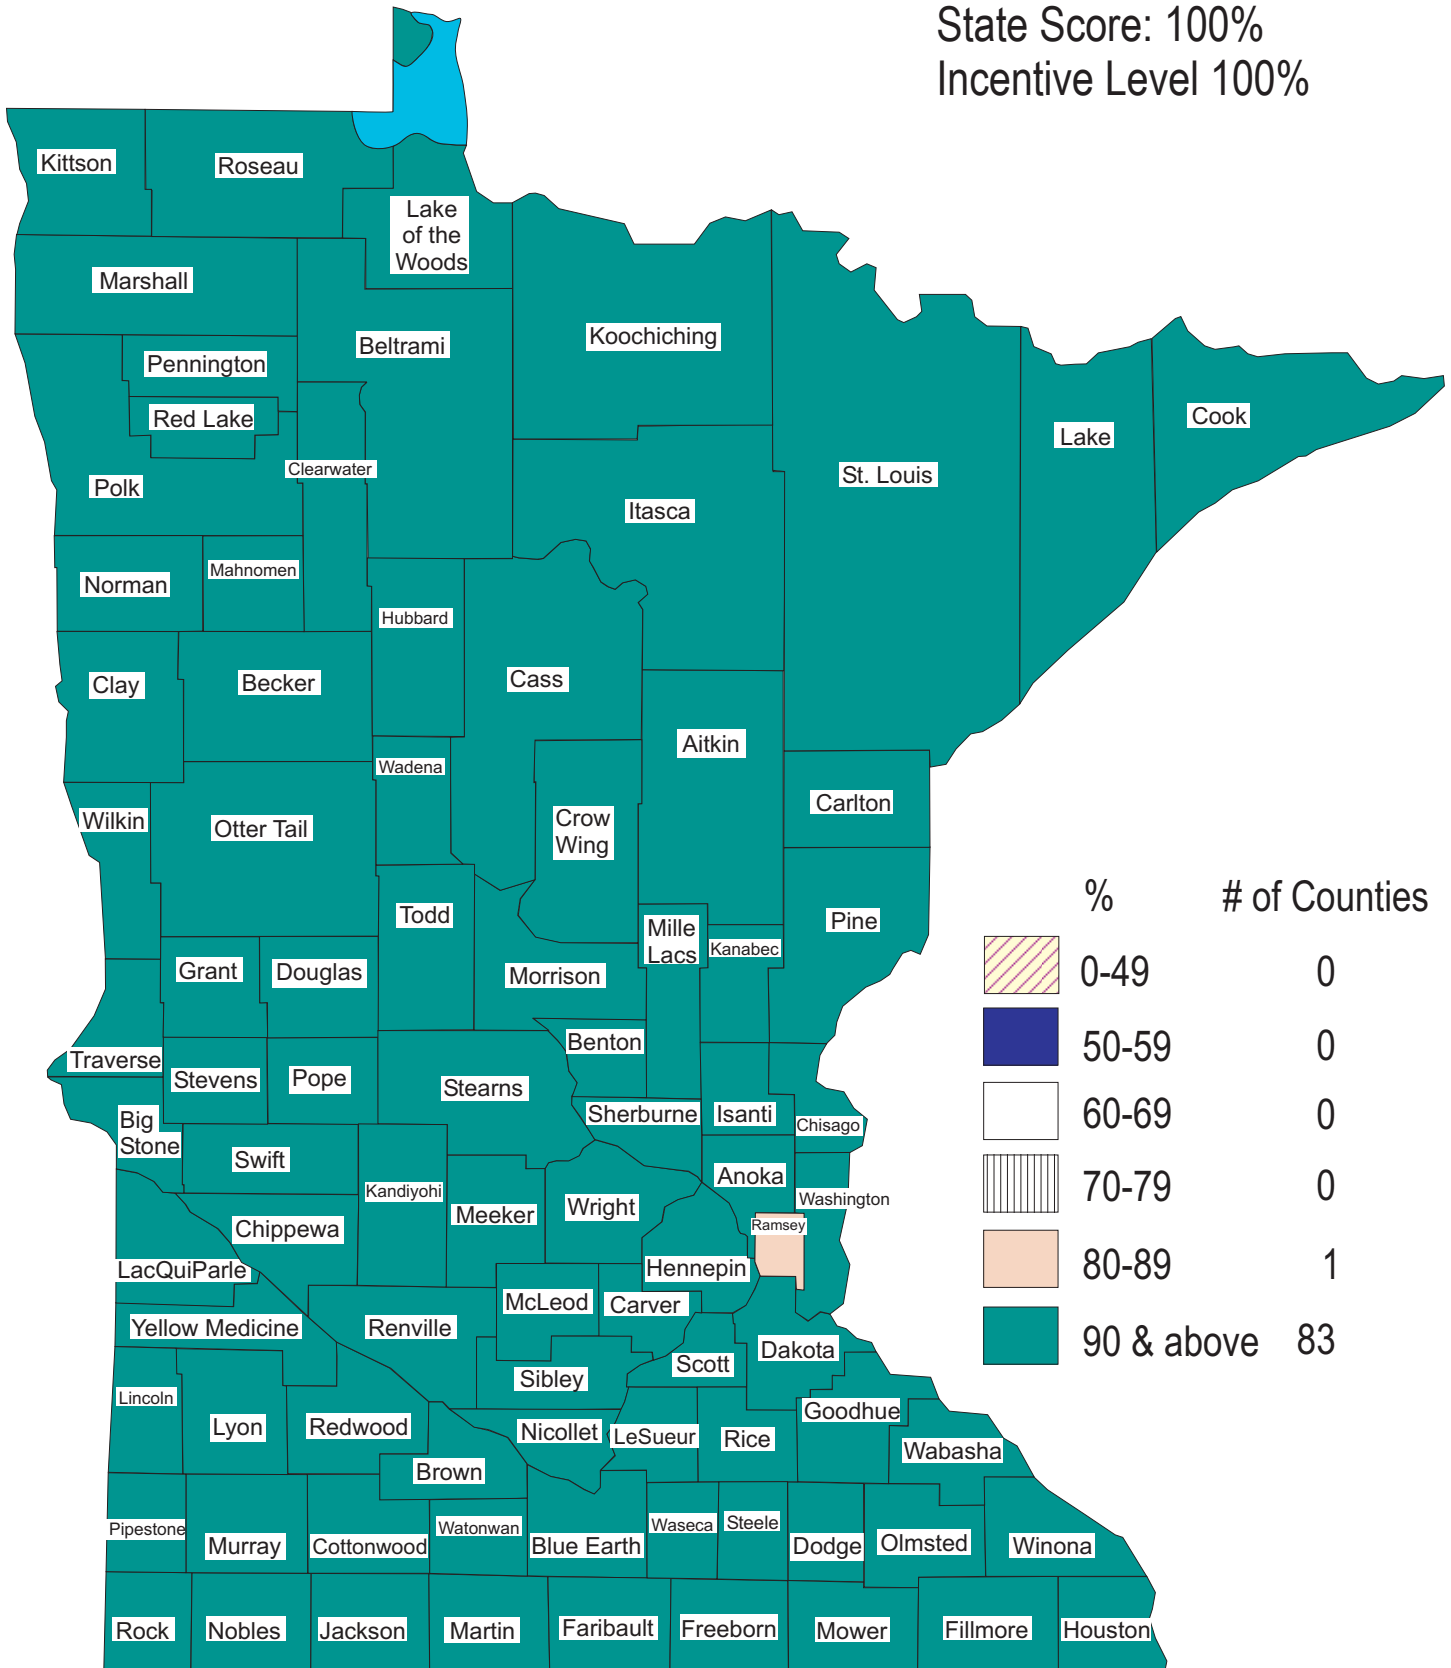 State Score: 100%
Incentive Level 100%
Kittson
Roseau
Lake
of the
Woods
Marshall
Koochiching
Beltrami
Pennington
Red Lake
Cook
Lake
Clearwater
St. Louis
Polk
Itasca
Mahnomen
Norman
Hubbard
Cass
Clay
Becker
Aitkin
Wadena
Carlton
Wilkin
Otter Tail
Crow
Wing
Todd
Mille
Lacs
Kanabec
Pine
Grant
Douglas
Morrison
Benton
Traverse
Stevens
Pope
Stearns
Sherburne
Isanti
Chisago
Big
Stone
Swift
Kandiyohi
Anoka
Washington
Meeker
Wright
Ramsey
Chippewa
Hennepin
LacQuiParle
McLeod
Carver
Yellow Medicine
Renville
Dakota
Scott
Sibley
Lincoln
Goodhue
Lyon
Redwood
Nicollet
LeSueur
Rice
Wabasha
Brown
Pipestone
Murray
Cottonwood
Watonwan
Blue Earth
Waseca
Steele
Dodge
Olmsted
Winona
Rock
Nobles
Jackson
Martin
Faribault
Freeborn
Mower
Fillmore
Houston
% # of Counties
0-49 0
50-59 0
60-69 0
70-79 0
80-89 1
90 & above 83